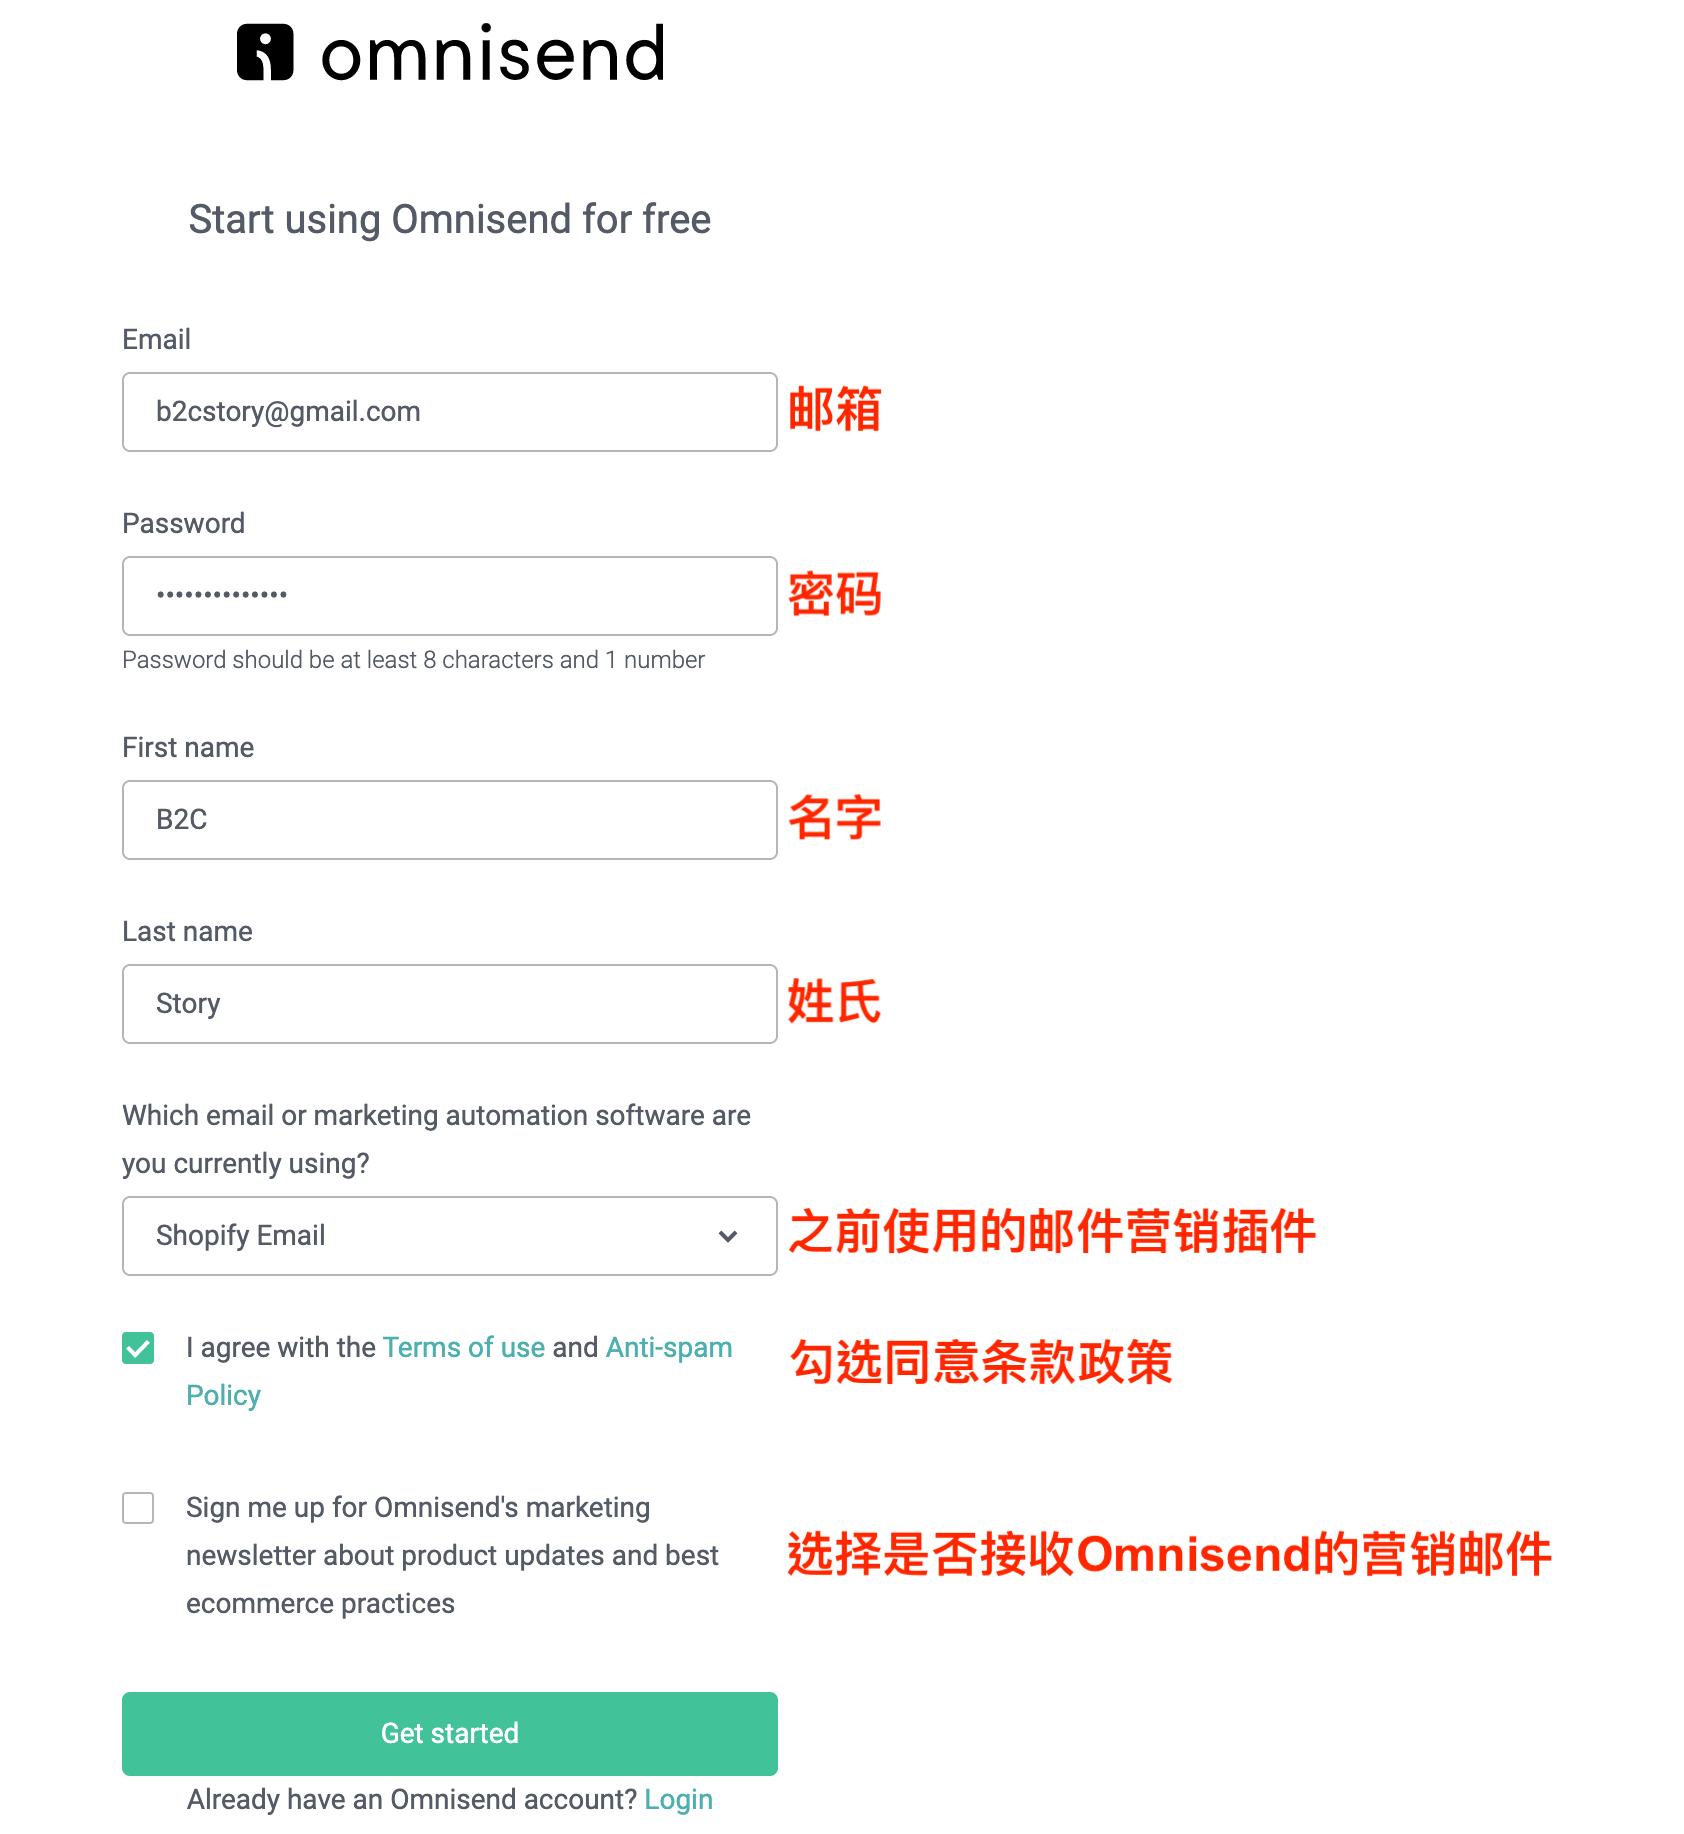 omnisend
Start using Omnisend for free
Email
b2cstory@gmail.com
邮箱
Password
••••••••••••••
密码
Password should be at least 8 characters and 1 number
First name
B2C
名字
Last name
Story
姓氏
Which email or marketing automation software are
you currently using?
Shopify Email
之前使用的邮件营销插件
I agree with the Terms of use and Anti-spam
Policy
勾选同意条款政策
Sign me up for Omnisend's marketing
newsletter about product updates and best
ecommerce practices
选择是否接收Omnisend的营销邮件
Get started
Already have an Omnisend account? Login